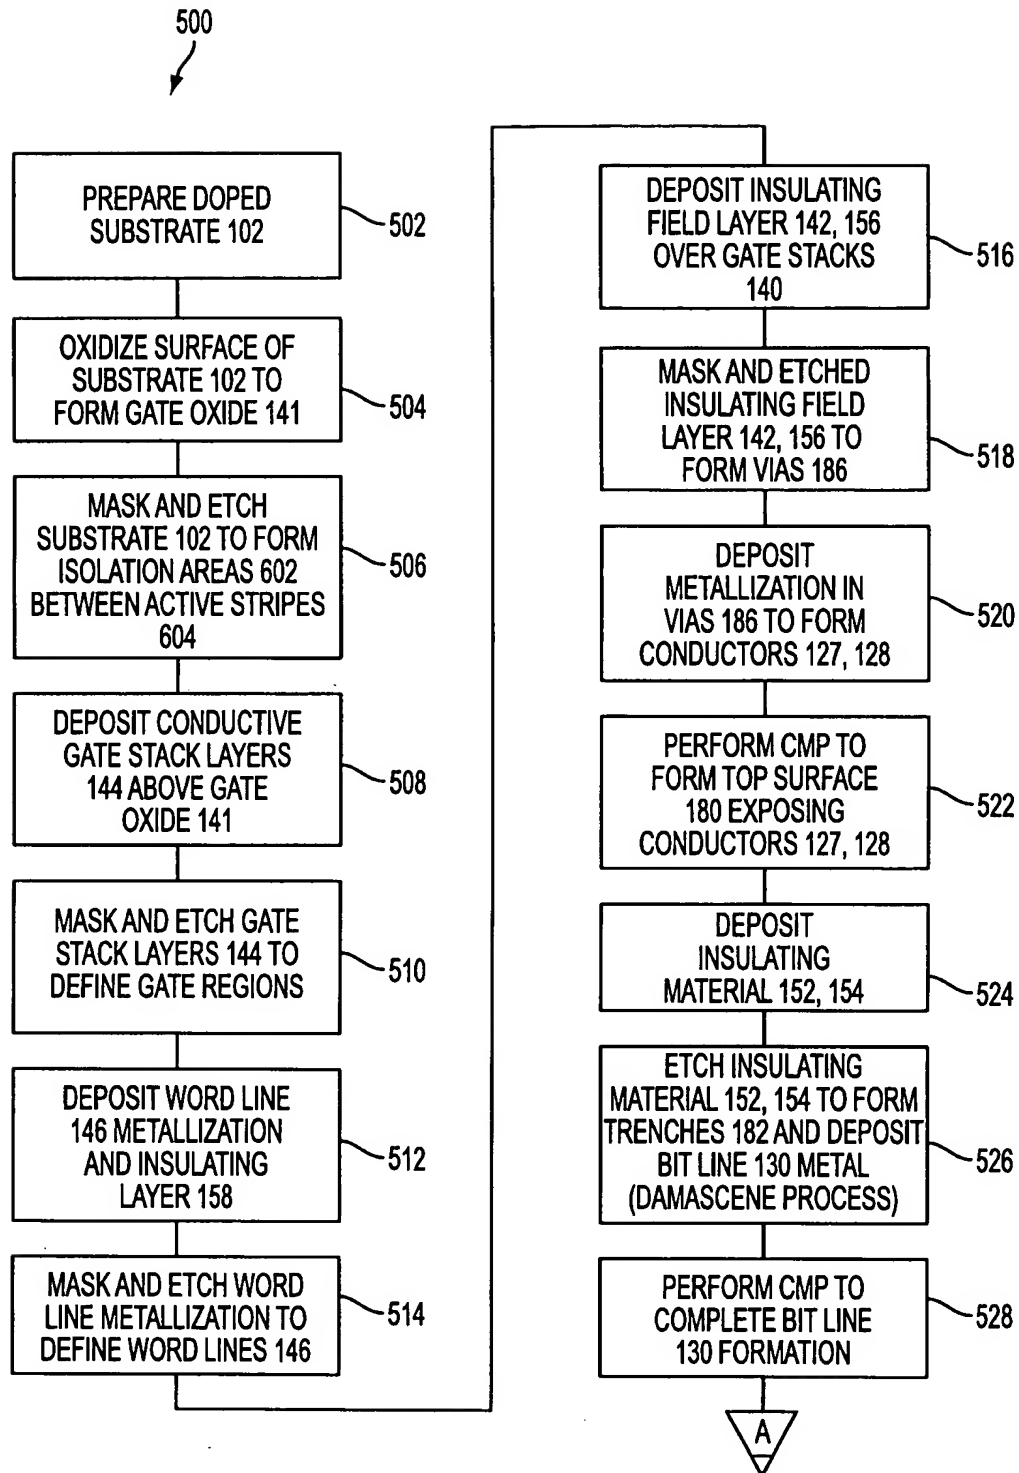 500
PREPARE DOPED
SUBSTRATE 102
502
OXIDIZE SURFACE OF
SUBSTRATE 102 TO
FORM GATE OXIDE 141
504
MASK AND ETCH
SUBSTRATE 102 TO FORM
ISOLATION AREAS 602
BETWEEN ACTIVE STRIPES
604
506
DEPOSIT CONDUCTIVE
GATE STACK LAYERS
144 ABOVE GATE
OXIDE 141
508
MASK AND ETCH GATE
STACK LAYERS 144 TO
DEFINE GATE REGIONS
510
DEPOSIT WORD LINE
146 METALLIZATION
AND INSULATING
LAYER 158
512
MASK AND ETCH WORD
LINE METALLIZATION TO
DEFINE WORD LINES 146
514
DEPOSIT INSULATING
FIELD LAYER 142, 156
OVER GATE STACKS
140
516
MASK AND ETCHED
INSULATING FIELD
LAYER 142, 156 TO
FORM VIAS 186
518
DEPOSIT
METALLIZATION IN
VIAS 186 TO FORM
CONDUCTORS 127, 128
520
PERFORM CMP TO
FORM TOP SURFACE
180 EXPOSING
CONDUCTORS 127, 128
522
DEPOSIT
INSULATING
MATERIAL 152, 154
524
ETCH INSULATING
MATERIAL 152, 154 TO FORM
TRENCHES 182 AND DEPOSIT
BIT LINE 130 METAL
(DAMASCENE PROCESS)
526
PERFORM CMP TO
COMPLETE BIT LINE
130 FORMATION
528
A